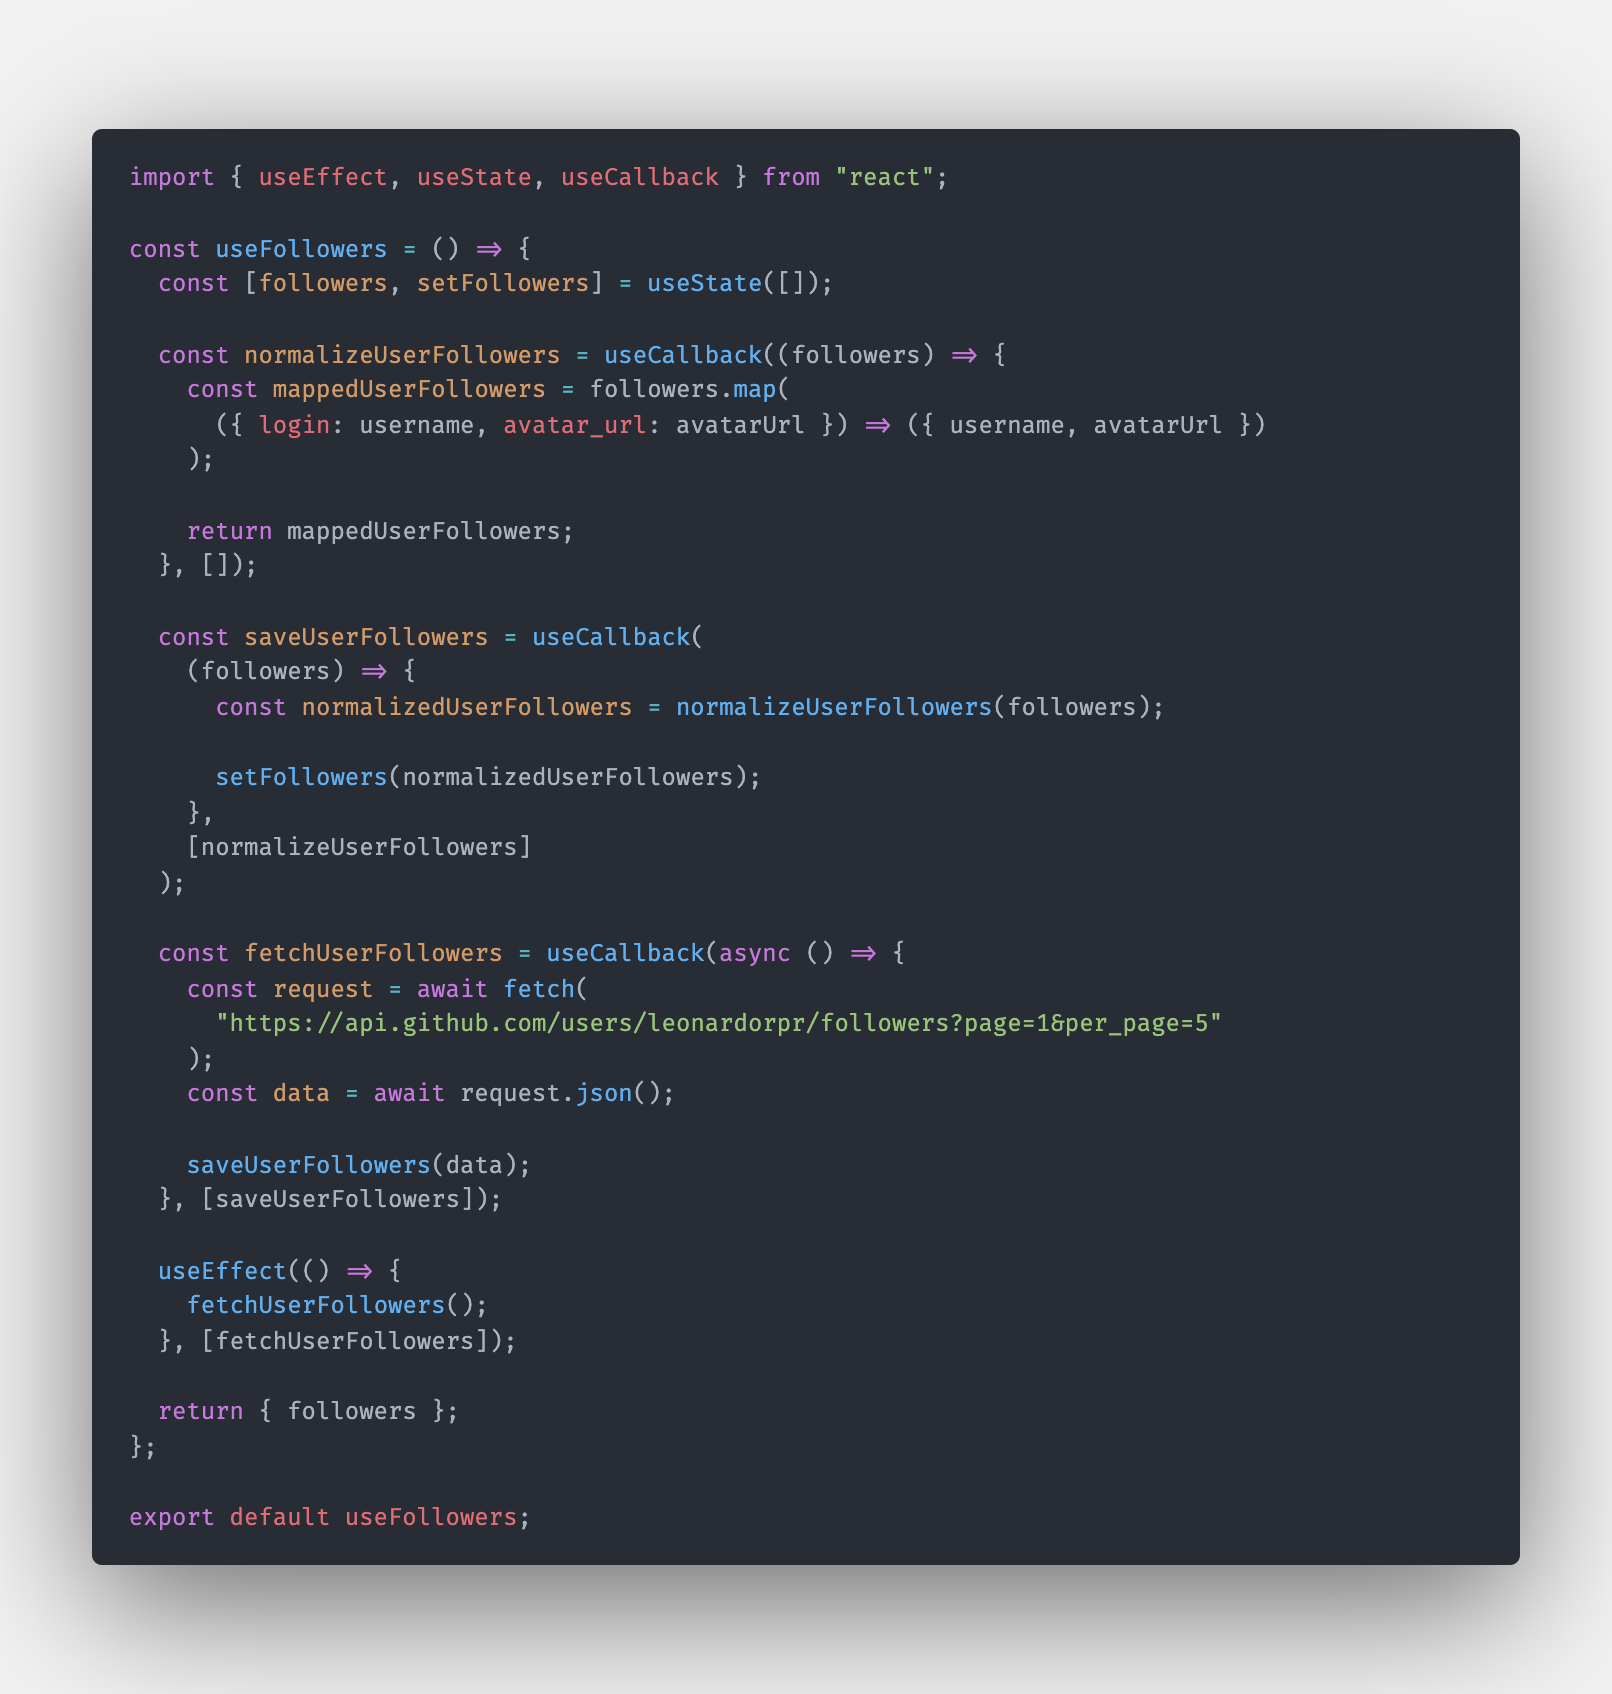 import { useEffect, useState, useCallback } from "react";

const useFollowers = () => {
  const [followers, setFollowers] = useState([]);

  const normalizeUserFollowers = useCallback((followers) => {
    const mappedUserFollowers = followers.map(
      ({ login: username, avatar_url: avatarUrl }) => ({ username, avatarUrl })
    );

    return mappedUserFollowers;
  }, []);

  const saveUserFollowers = useCallback(
    (followers) => {
      const normalizedUserFollowers = normalizeUserFollowers(followers);

      setFollowers(normalizedUserFollowers);
    },
    [normalizeUserFollowers]
  );

  const fetchUserFollowers = useCallback(async () => {
    const request = await fetch(
      "https://api.github.com/users/leonardorpr/followers?page=1&per_page=5"
    );
    const data = await request.json();

    saveUserFollowers(data);
  }, [saveUserFollowers]);

  useEffect(() => {
    fetchUserFollowers();
  }, [fetchUserFollowers]);

  return { followers };
};

export default useFollowers;